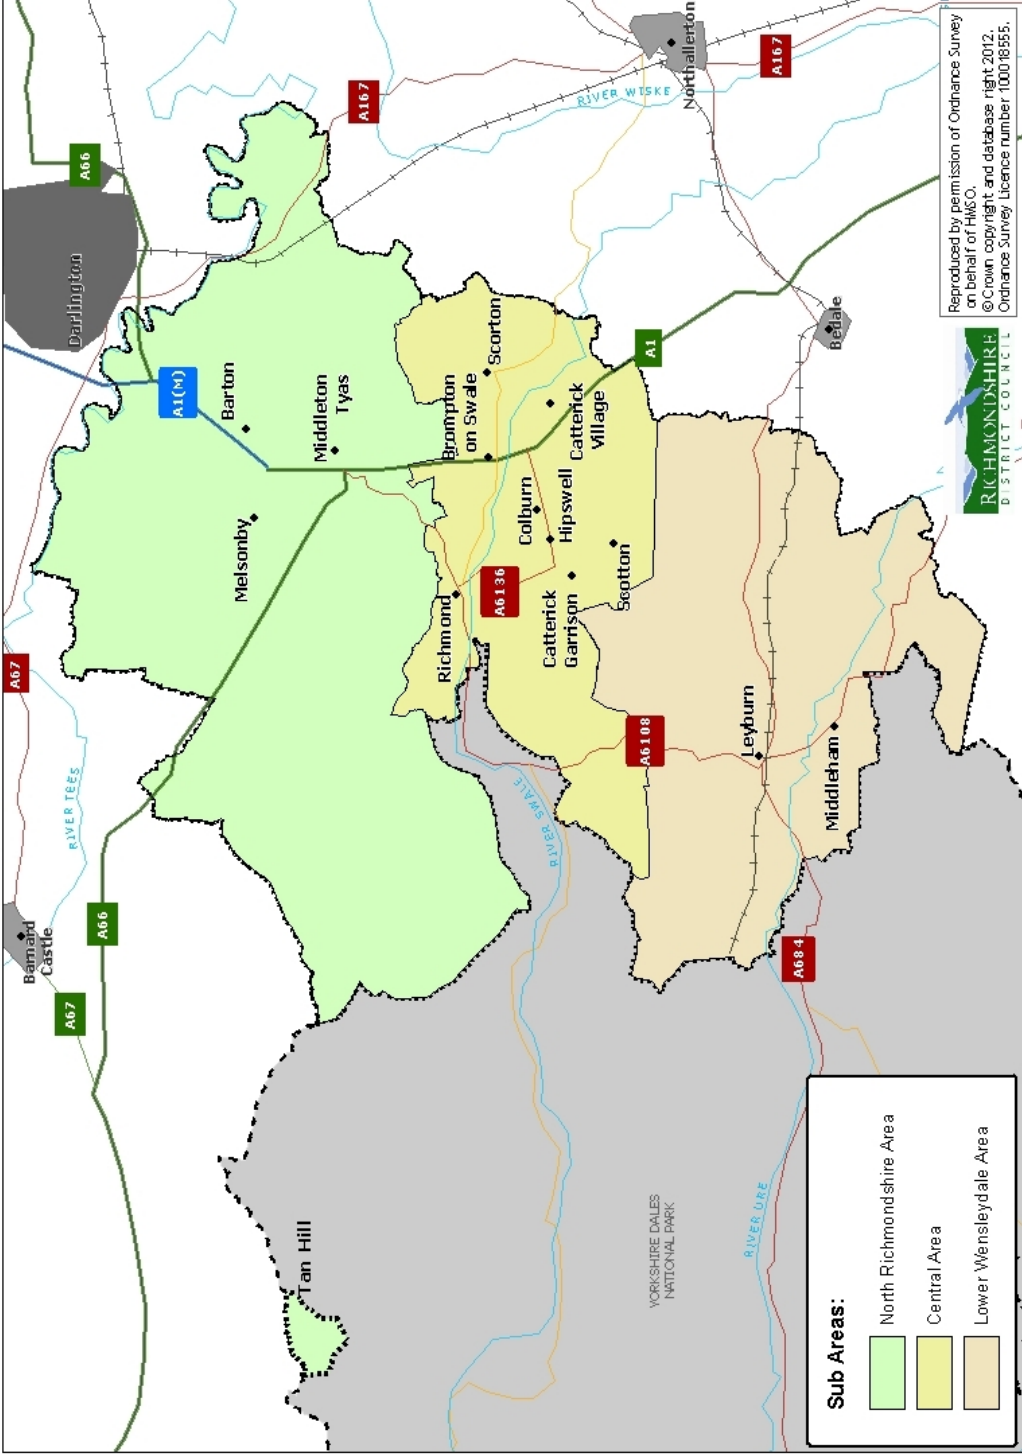 Barnard
Castle
A67
A66
RIVER TEES
A67
Darlington
A66
A1(M)
Barton
Melsonby
Middleton
Tyas
A167
RIVER WISKE
Northallerton
A167
Tan Hill
Richmond
A6136
Brompton
on Swale
Scorton
Colburn
Hipswell
Catterick
Village
Catterick
Garrison
Scotton
A1
RIVER SWALE
A6108
Bedale
Leyburn
Middleham
A684
YORKSHIRE DALES
NATIONAL PARK
RIVER URE
Sub Areas:
North Richmondshire Area
Central Area
Lower Wensleydale Area
RICHMONDSHIRE
DISTRICT COUNCIL
Reproduced by permission of Ordnance Survey
on behalf of HMSO.
©Crown copyright and database right 2012.
Ordnance Survey Licence number 100018555.